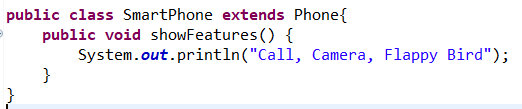 public class SmartPhone extends Phone{
    public void showFeatures() {
        System.out.println("Call, Camera, Flappy Bird");
    }
}